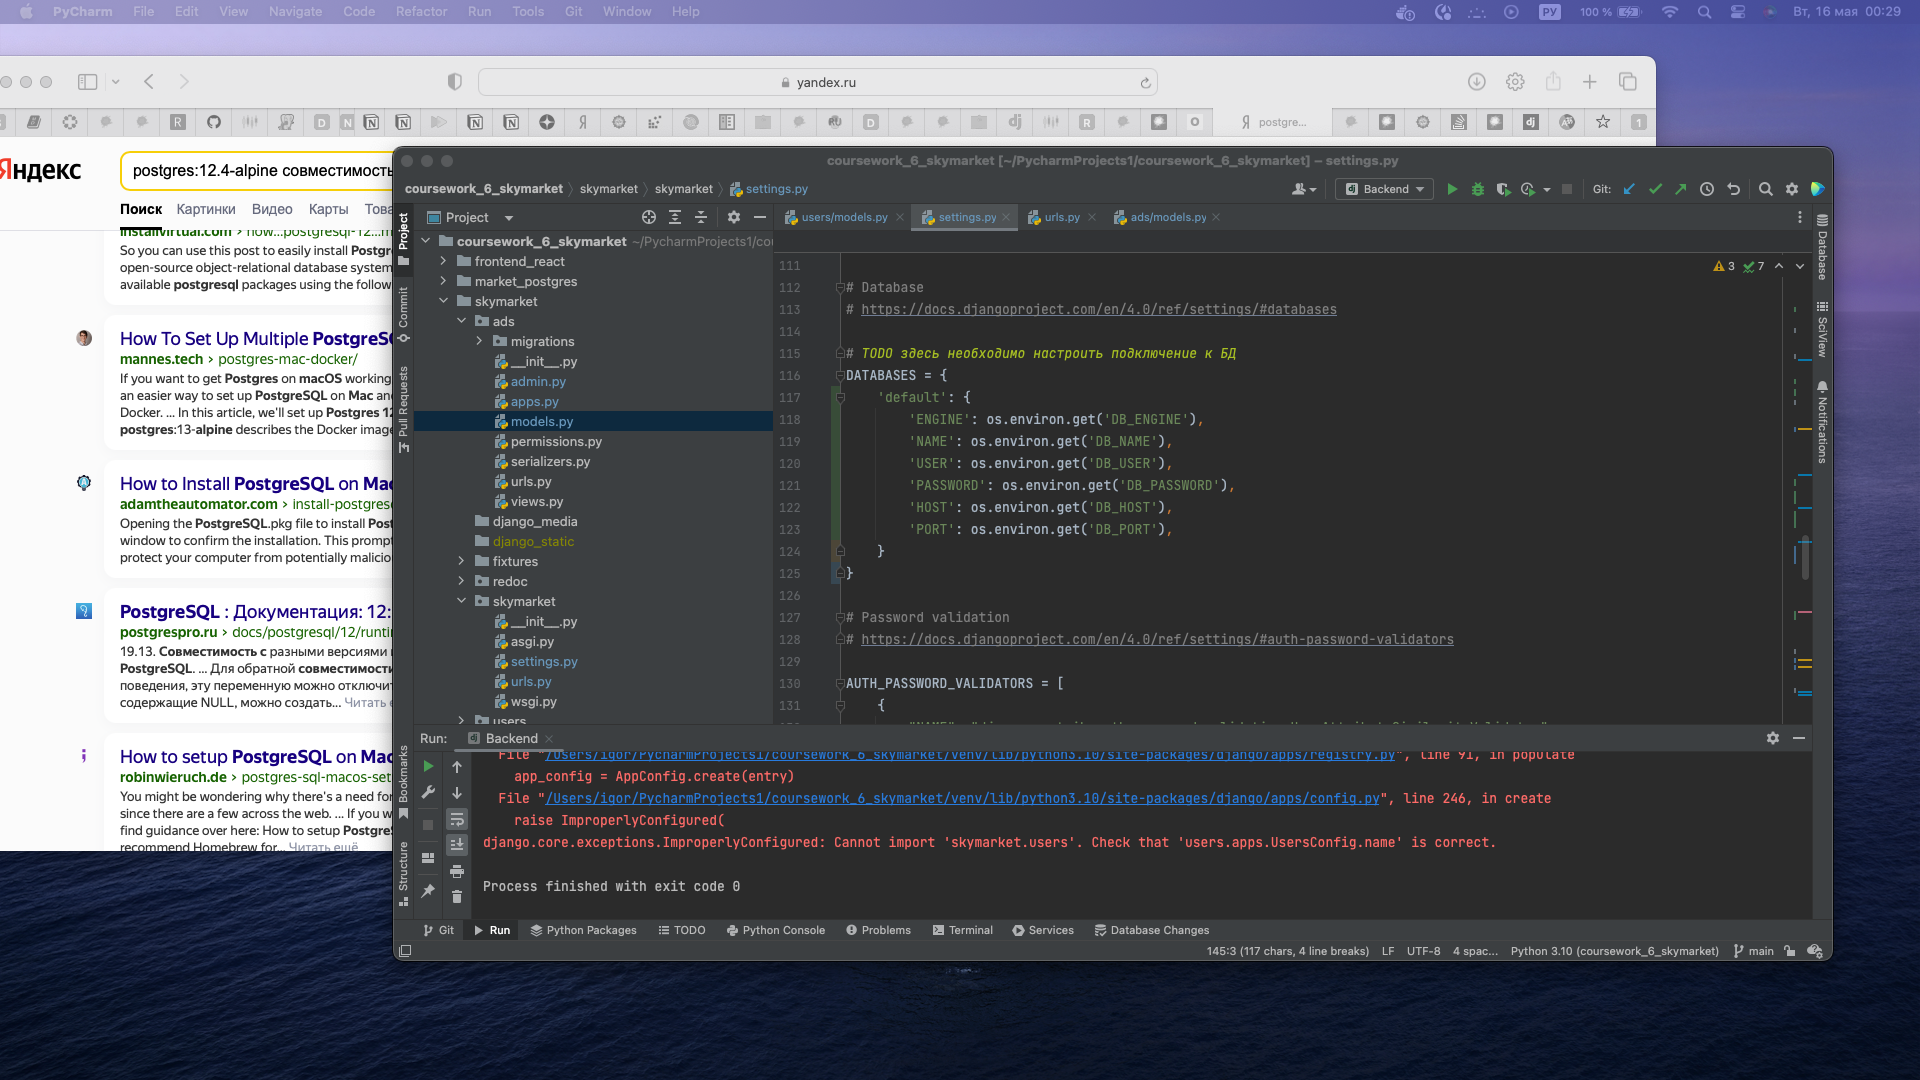 PyCharm File Edit View Navigate Code Refactor Run Tools Git Window Help
РУ 100 % Вт, 16 мая 00:29
yandex.ru
postgre...
Яндекс
postgres:12.4-alpine совместимость
Поиск Картинки Видео Карты Това
installvirtual.com › how...postgresql-12...m
So you can use this post to easily install Postgr
open-source object-relational database system
available postgresql packages using the follow
How To Set Up Multiple PostgreSQ
mannes.tech › postgres-mac-docker/
If you want to get Postgres on macOS working
an easier way to set up PostgreSQL on Mac an
Docker. ... In this article, we'll set up Postgres 12
postgres:13-alpine describes the Docker imag
How to Install PostgreSQL on Mac
adamtheautomator.com › install-postgres
Opening the PostgreSQL.pkg file to install Post
window to confirm the installation. This prompt
protect your computer from potentially malicio
PostgreSQL : Документация: 12:
postgrespro.ru › docs/postgresql/12/runti
19.13. Совместимость с разными версиями
PostgreSQL. ... Для обратной совместимости
поведения, эту переменную можно отключит
содержащие NULL, можно создать... Читать е
How to setup PostgreSQL on Mac
robinwieruch.de › postgres-sql-macos-set
You might be wondering why there's a need for
since there are a few across the web. ... If you w
find guidance over here: How to setup Postgre
recommend Homebrew for... Читать ещё
coursework_6_skymarket [~/PycharmProjects1/coursework_6_skymarket] – settings.py
coursework_6_skymarket › skymarket › skymarket › settings.py
Backend
Git:
Project
users/models.py settings.py urls.py ads/models.py
Project
Commit
Pull Requests
Bookmarks
Structure
coursework_6_skymarket ~/PycharmProjects1/cou
frontend_react
market_postgres
skymarket
ads
migrations
__init__.py
admin.py
apps.py
models.py
permissions.py
serializers.py
urls.py
views.py
django_media
django_static
fixtures
redoc
skymarket
__init__.py
asgi.py
settings.py
urls.py
wsgi.py
users
3 7
111
112 # Database
113 # https://docs.djangoproject.com/en/4.0/ref/settings/#databases
114
115 # TODO здесь необходимо настроить подключение к БД
116 DATABASES = {
117 'default': {
118 'ENGINE': os.environ.get('DB_ENGINE'),
119 'NAME': os.environ.get('DB_NAME'),
120 'USER': os.environ.get('DB_USER'),
121 'PASSWORD': os.environ.get('DB_PASSWORD'),
122 'HOST': os.environ.get('DB_HOST'),
123 'PORT': os.environ.get('DB_PORT'),
124 }
125 }
126
127 # Password validation
128 # https://docs.djangoproject.com/en/4.0/ref/settings/#auth-password-validators
129
130 AUTH_PASSWORD_VALIDATORS = [
131 {
Database
SciView
Notifications
Run: Backend
File "/Users/igor/PycharmProjects1/coursework_6_skymarket/venv/lib/python3.10/site-packages/django/apps/registry.py", line 91, in populate
app_config = AppConfig.create(entry)
File "/Users/igor/PycharmProjects1/coursework_6_skymarket/venv/lib/python3.10/site-packages/django/apps/config.py", line 246, in create
raise ImproperlyConfigured(
django.core.exceptions.ImproperlyConfigured: Cannot import 'skymarket.users'. Check that 'users.apps.UsersConfig.name' is correct.
Process finished with exit code 0
Git Run Python Packages TODO Python Console Problems Terminal Services Database Changes
145:3 (117 chars, 4 line breaks) LF UTF-8 4 spac... Python 3.10 (coursework_6_skymarket) main